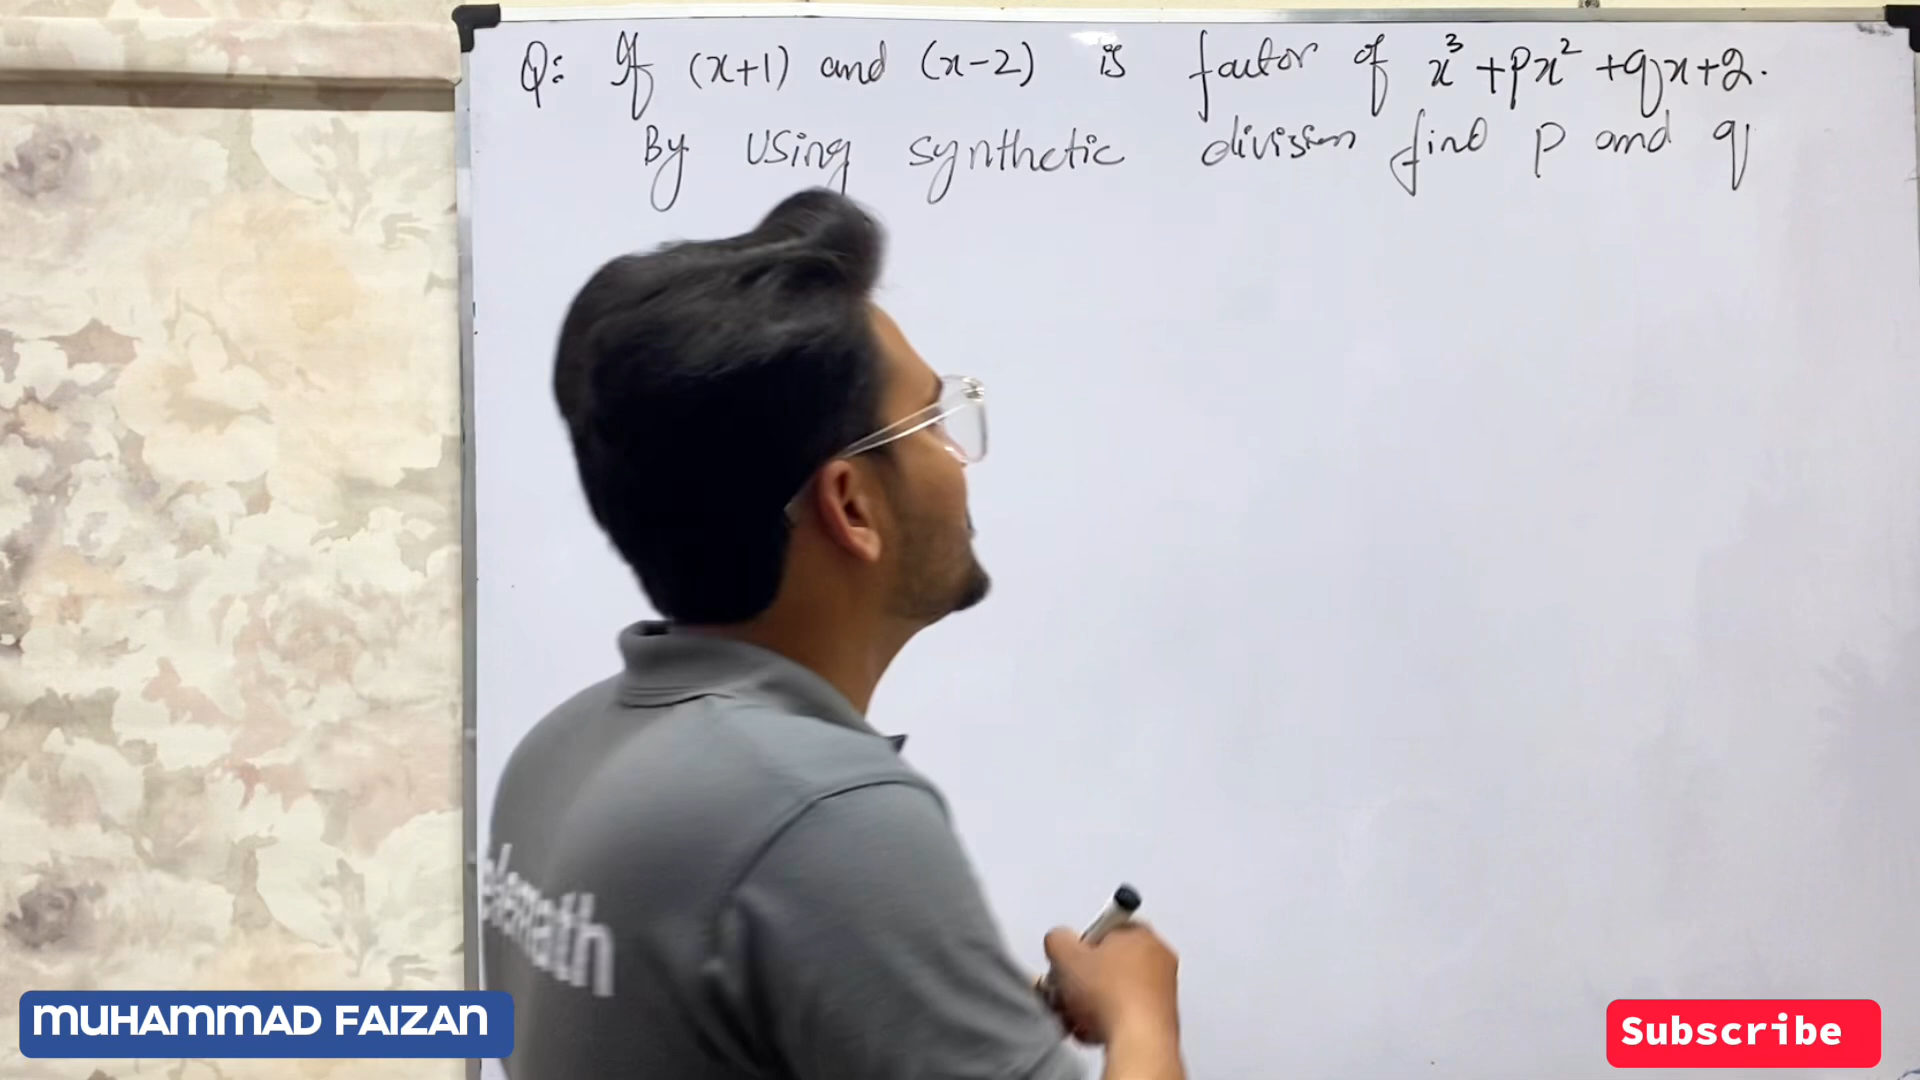 Q: If (x+1) and (x-2) is factor of x³+px²+qx+2.
By using synthetic division find p and q
elemath
MUHAMMAD FAIZAN
Subscribe